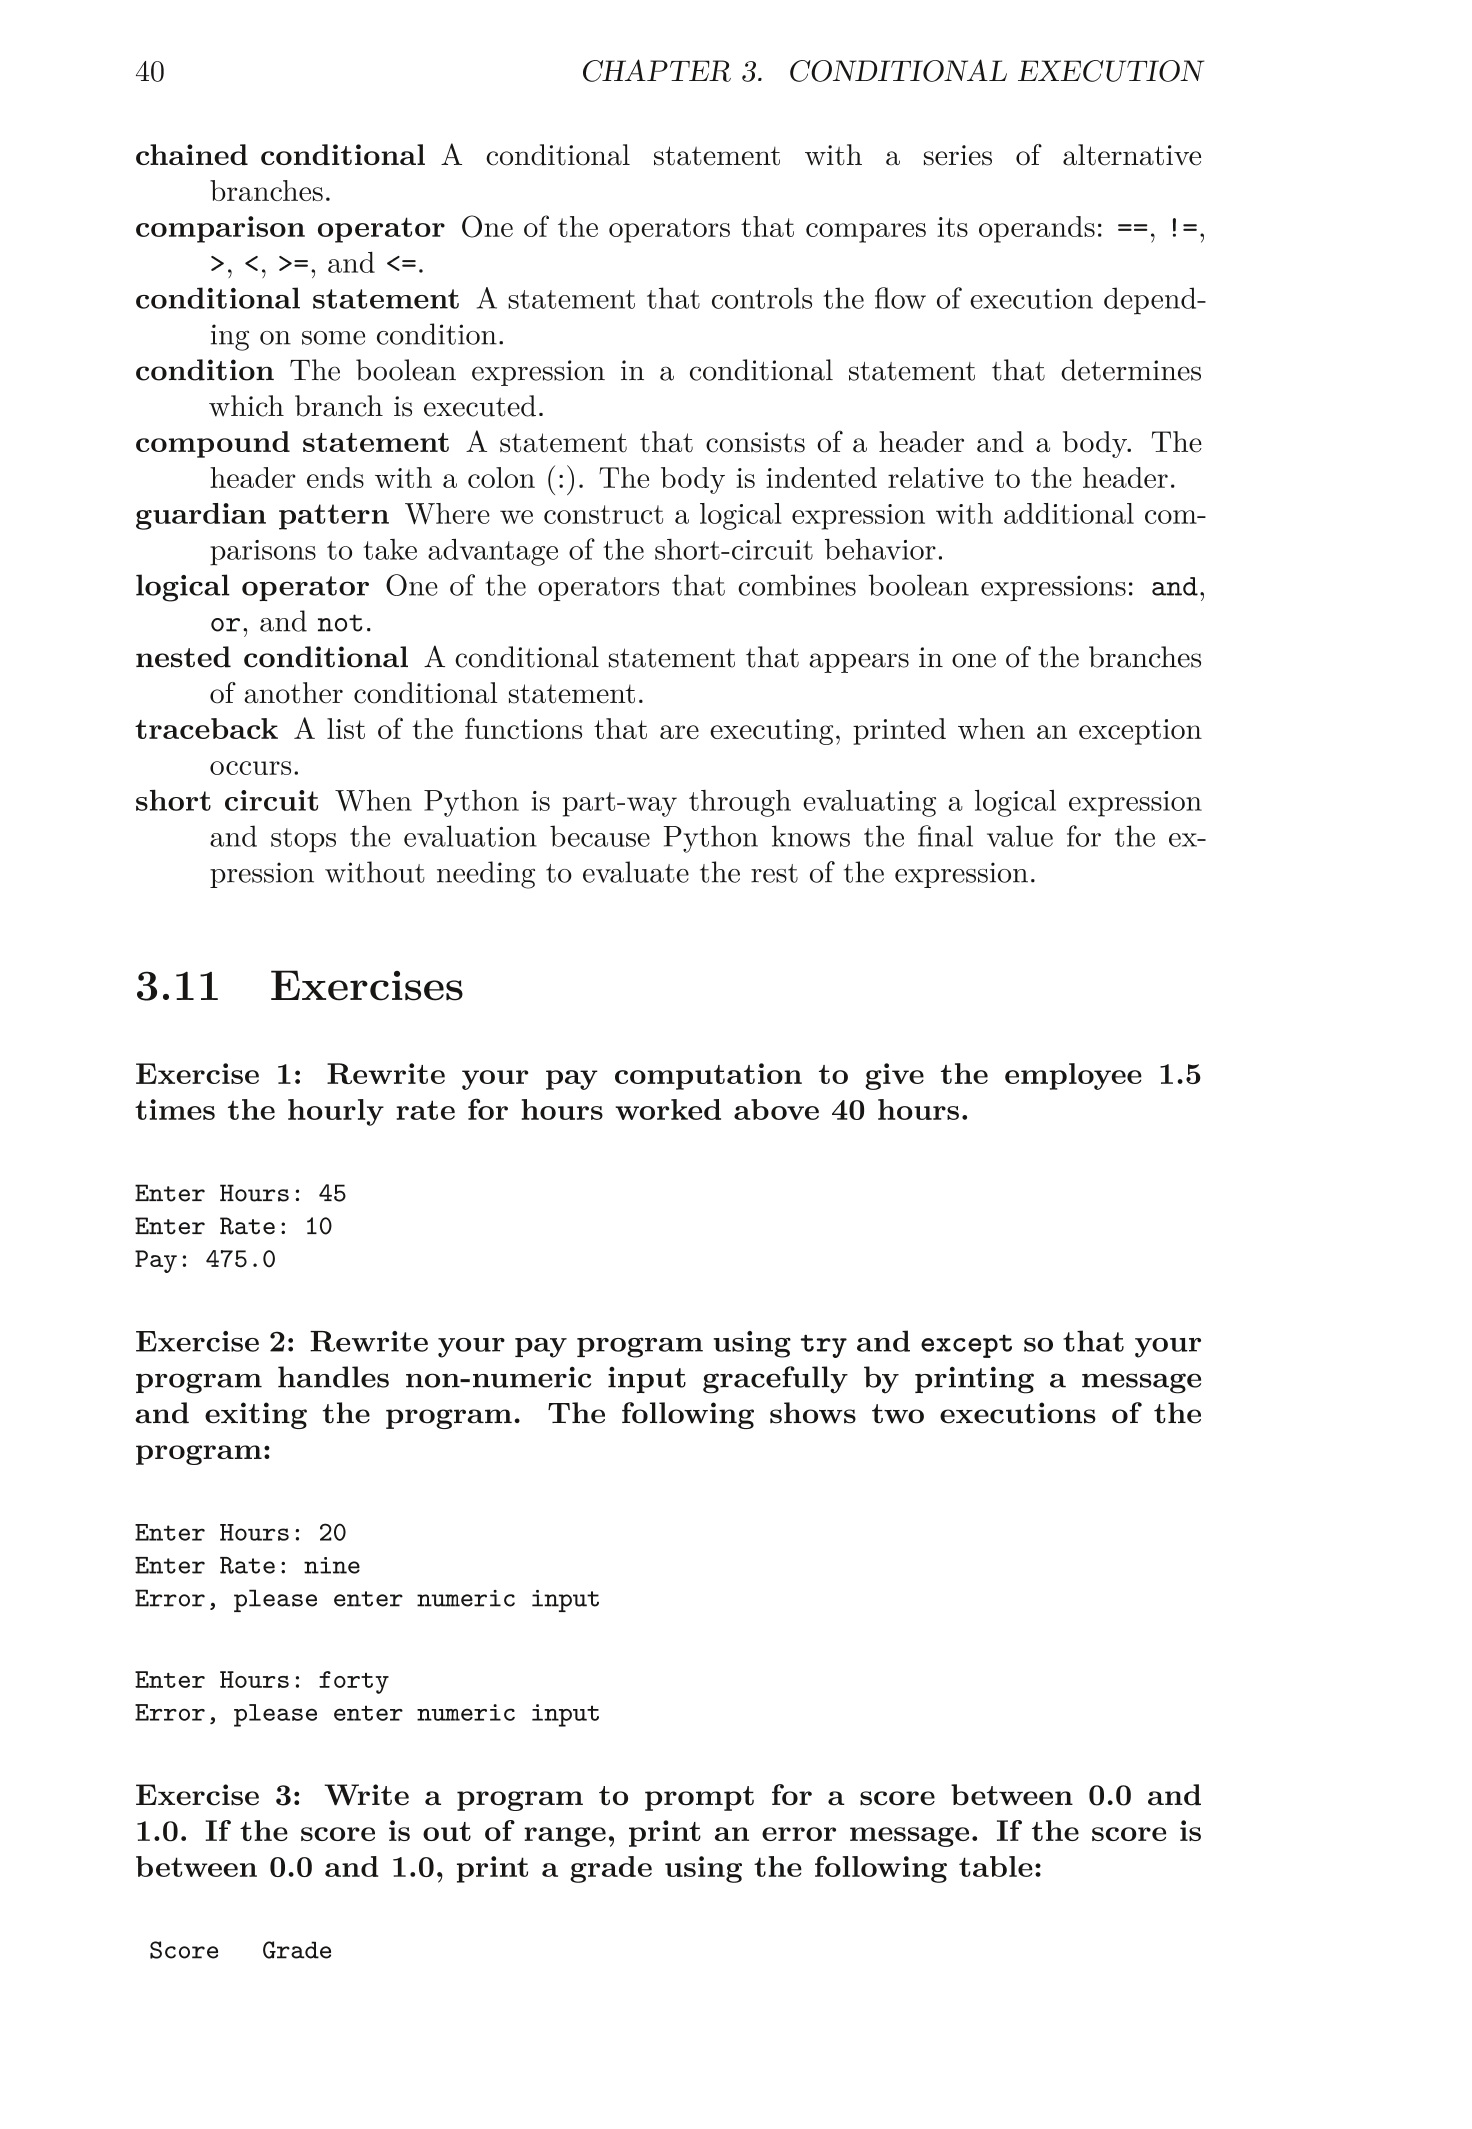 40 CHAPTER 3. CONDITIONAL EXECUTION
chained conditional A conditional statement with a series of alternative
branches.
comparison operator One of the operators that compares its operands: ==, !=,
>, <, >=, and <=.
conditional statement A statement that controls the flow of execution depend-
ing on some condition.
condition The boolean expression in a conditional statement that determines
which branch is executed.
compound statement A statement that consists of a header and a body. The
header ends with a colon (:). The body is indented relative to the header.
guardian pattern Where we construct a logical expression with additional com-
parisons to take advantage of the short-circuit behavior.
logical operator One of the operators that combines boolean expressions: and,
or, and not.
nested conditional A conditional statement that appears in one of the branches
of another conditional statement.
traceback A list of the functions that are executing, printed when an exception
occurs.
short circuit When Python is part-way through evaluating a logical expression
and stops the evaluation because Python knows the final value for the ex-
pression without needing to evaluate the rest of the expression.
3.11 Exercises
Exercise 1: Rewrite your pay computation to give the employee 1.5
times the hourly rate for hours worked above 40 hours.
Enter Hours: 45
Enter Rate: 10
Pay: 475.0
Exercise 2: Rewrite your pay program using try and except so that your
program handles non-numeric input gracefully by printing a message
and exiting the program. The following shows two executions of the
program:
Enter Hours: 20
Enter Rate: nine
Error, please enter numeric input
Enter Hours: forty
Error, please enter numeric input
Exercise 3: Write a program to prompt for a score between 0.0 and
1.0. If the score is out of range, print an error message. If the score is
between 0.0 and 1.0, print a grade using the following table:
Score Grade